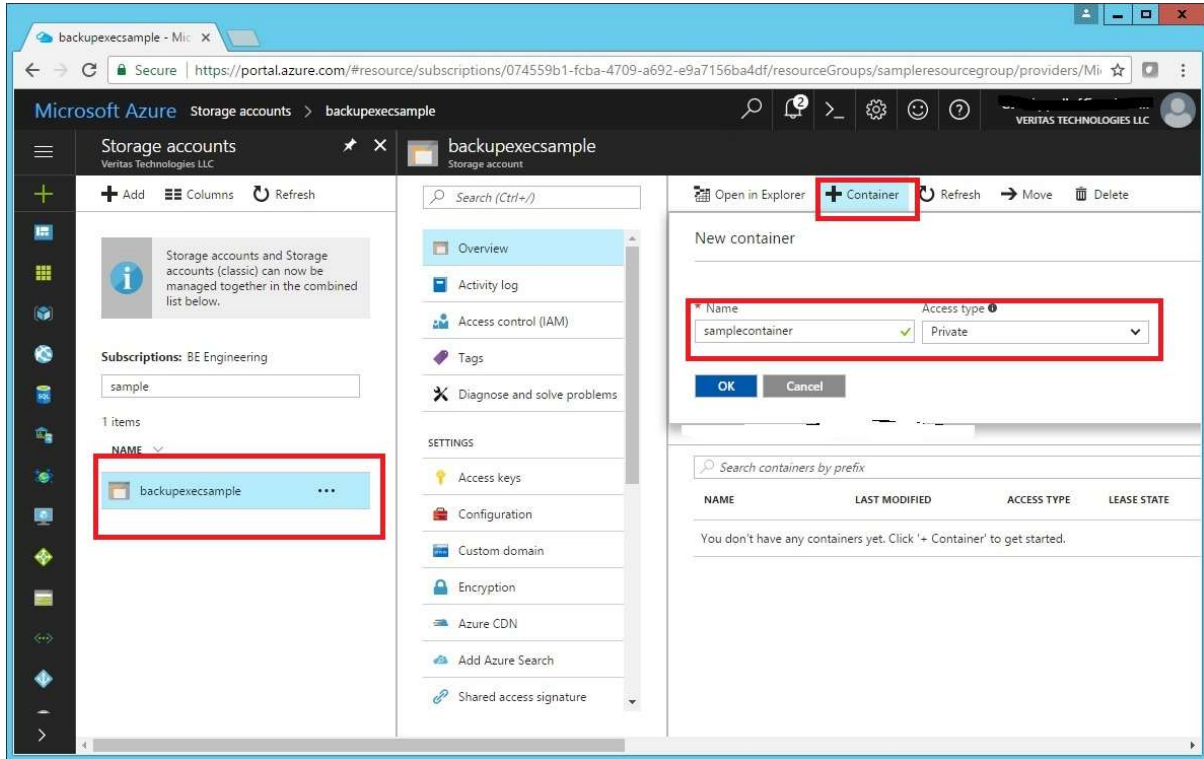 backupexecsample - Mic
Secure | https://portal.azure.com/#resource/subscriptions/074559b1-fcba-4709-a692-e9a7156ba4df/resourceGroups/sampleresourcegroup/providers/Mi
Microsoft Azure Storage accounts > backupexecsample
2
VERITAS TECHNOLOGIES LLC
Storage accounts
Veritas Technologies LLC
Add Columns Refresh
Storage accounts and Storage
accounts (classic) can now be
managed together in the combined
list below.
Subscriptions: BE Engineering
sample
1 items
NAME
backupexecsample ...
backupexecsample
Storage account
Search (Ctrl+/)
Overview
Activity log
Access control (IAM)
Tags
Diagnose and solve problems
SETTINGS
Access keys
Configuration
Custom domain
Encryption
Azure CDN
Add Azure Search
Shared access signature
Open in Explorer + Container Refresh Move Delete
New container
* Name Access type
samplecontainer Private
OK Cancel
Search containers by prefix
NAME LAST MODIFIED ACCESS TYPE LEASE STATE
You don't have any containers yet. Click '+ Container' to get started.